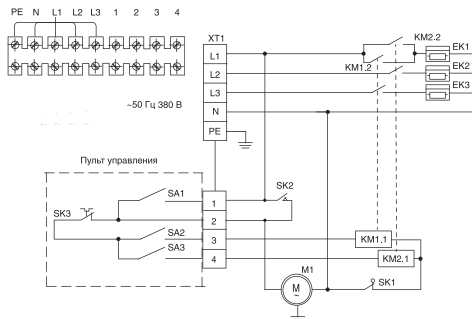 PE N L1 L2 L3 1 2 3 4
~50 Гц 380 В
XT1
L1
L2
L3
N
PE
1
2
3
4
KM2.2
KM1.2
EK1
EK2
EK3
Пульт управления
SK3
SA1
SA2
SA3
SK2
KM1.1
KM2.1
M1
M
~
SK1